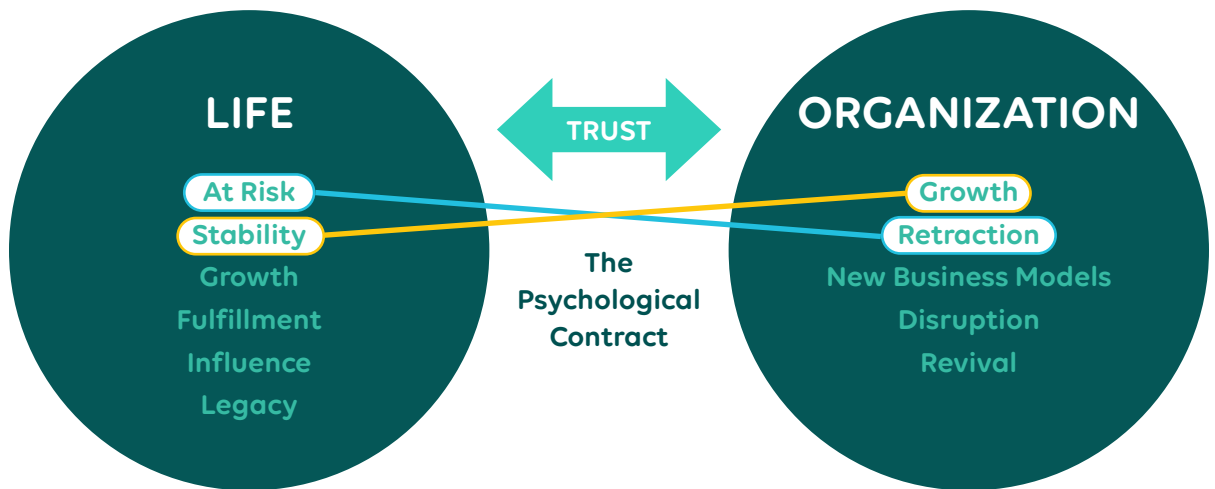 LIFE
At Risk
Stability
Growth
Fulfillment
Influence
Legacy
TRUST
The
Psychological
Contract
ORGANIZATION
Growth
Retraction
New Business Models
Disruption
Revival